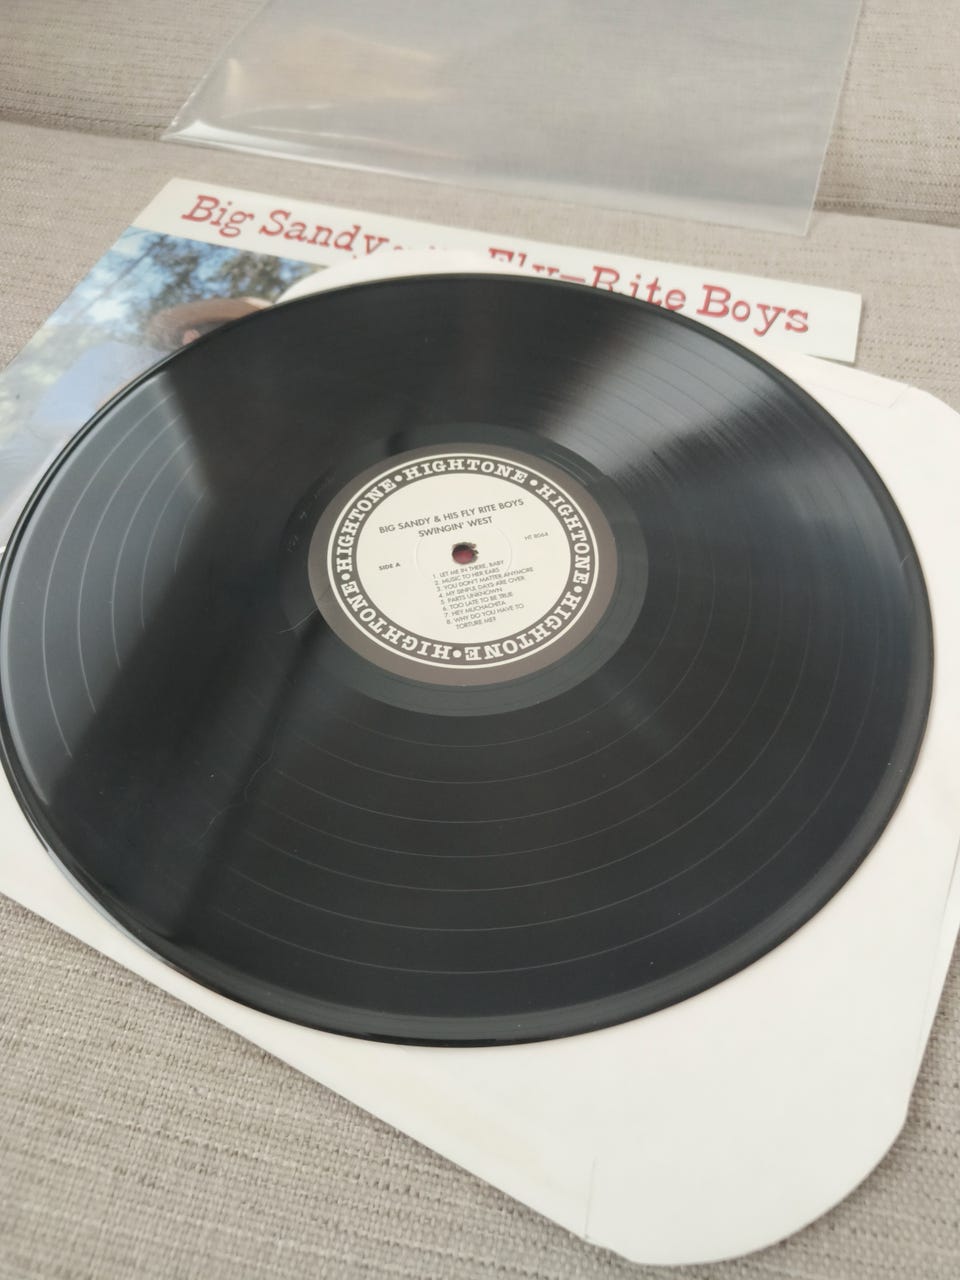 Big Sandy
Fly-Rite Boys
HIGHTONE • HIGHTONE • HIGHTONE • HIGHTONE • HIGHTONE • HIGHTONE •
BIG SANDY & HIS FLY RITE BOYS
SWINGIN' WEST
HT 8064
SIDE A
1. LET ME IN THERE, BABY
2. MUSIC TO HER EARS
3. YOU DON'T MATTER ANYMORE
4. MY SINFUL DAYS ARE OVER
5. PARTS UNKNOWN
6. TOO LATE TO BE TRUE
7. HEY MUCHACHITA
8. WHY DO YOU HAVE TO
TORTURE ME?